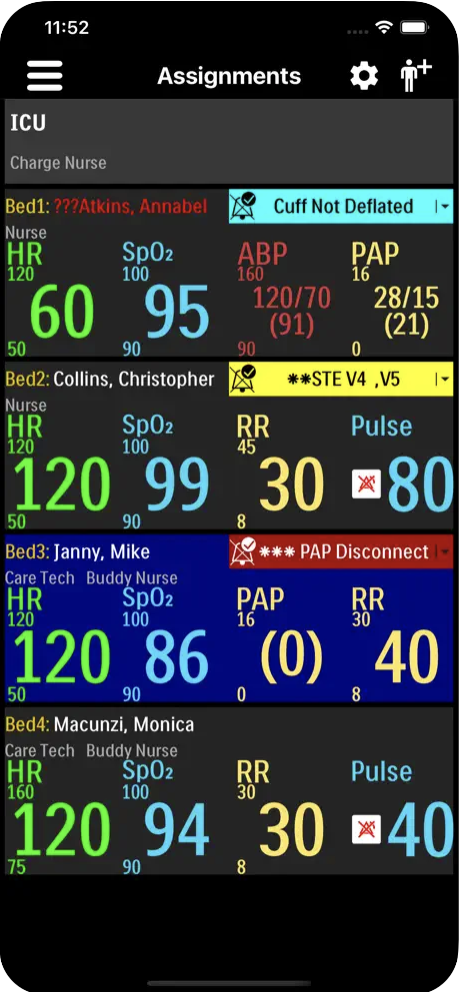 11:52
Assignments
ICU
Charge Nurse
Bed1: ???Atkins, Annabel Cuff Not Deflated
Nurse
HR SpO₂ ABP PAP
120 100 160 16
60 95 120/70 28/15
(91) (21)
50 90 90 0
Bed2: Collins, Christopher **STE V4 ,V5
Nurse
HR SpO₂ RR Pulse
120 100 45
120 99 30 80
50 90 8
Bed3: Janny, Mike *** PAP Disconnect
Care Tech Buddy Nurse
HR SpO₂ PAP RR
120 100 16 30
120 86 (0) 40
50 90 0 8
Bed4: Macunzi, Monica
Care Tech Buddy Nurse
HR SpO₂ RR Pulse
160 100 30
120 94 30 40
75 90 8